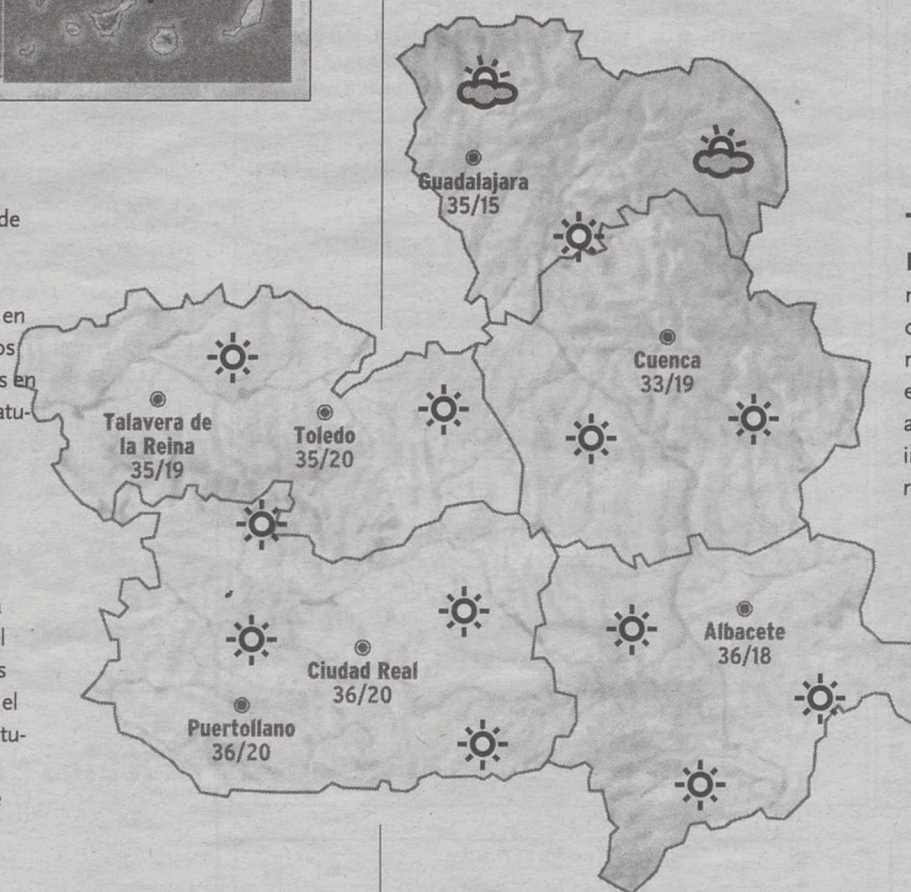 Guadalajara
35/15
Cuenca
33/19
Talavera de
la Reina
35/19
Toledo
35/20
Ciudad Real
36/20
Puertollano
36/20
Albacete
36/18
de
en
os
s en
atu-
s
el
tu-